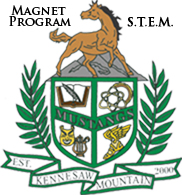 MAGNET
PROGRAM S.T.E.M.
MUSTANGS
EST. 2000
KENNESAW MOUNTAIN